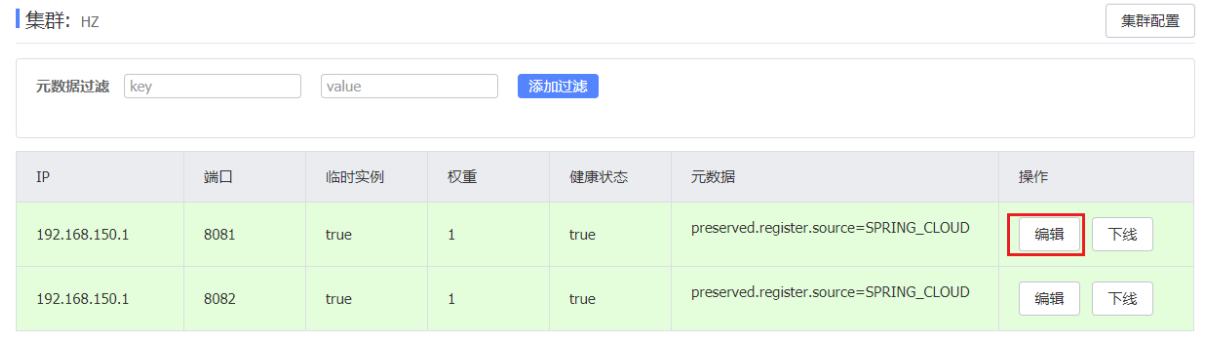 集群: HZ 集群配置
元数据过滤 key value 添加过滤
IP 端口 临时实例 权重 健康状态 元数据 操作
192.168.150.1 8081 true 1 true preserved.register.source=SPRING_CLOUD 编辑 下线
192.168.150.1 8082 true 1 true preserved.register.source=SPRING_CLOUD 编辑 下线